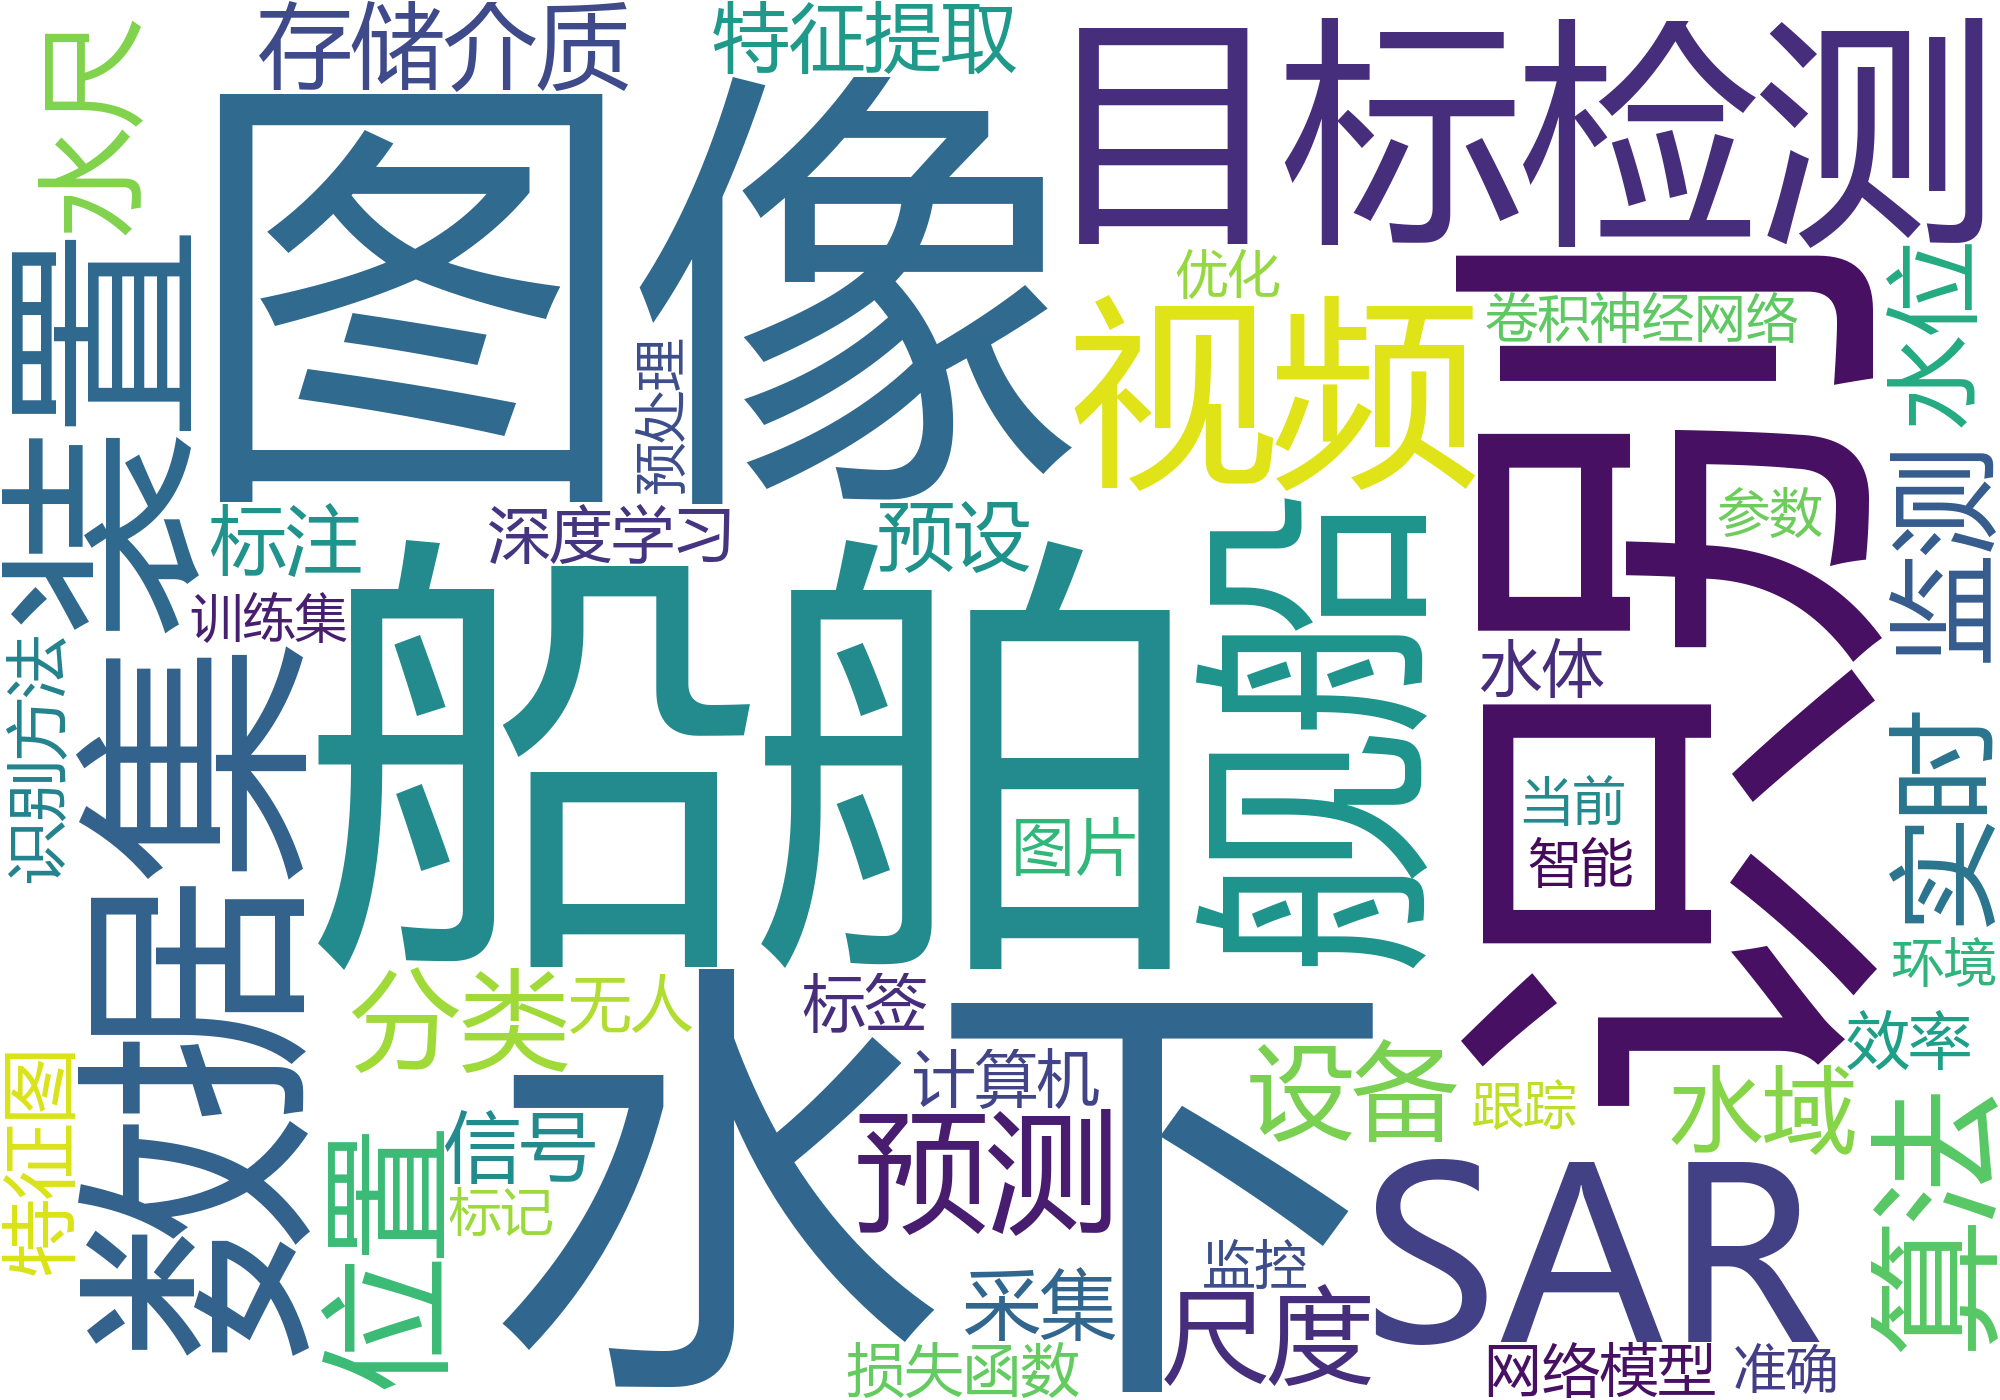 存储介质
特征提取
目标检测
水尺
图像
优化
视频
卷积神经网络
水位
装置
预处理
识别
参数
监测
标注
深度学习
预设
舰船
训练集
船舶
水体
识别方法
数据集
图片
当前
智能
实时
环境
分类
无人
标签
水下
效率
特征图
计算机
设备
跟踪
水域
信号
预测
算法
位置
标记
SAR
监控
采集
尺度
损失函数
网络模型
准确